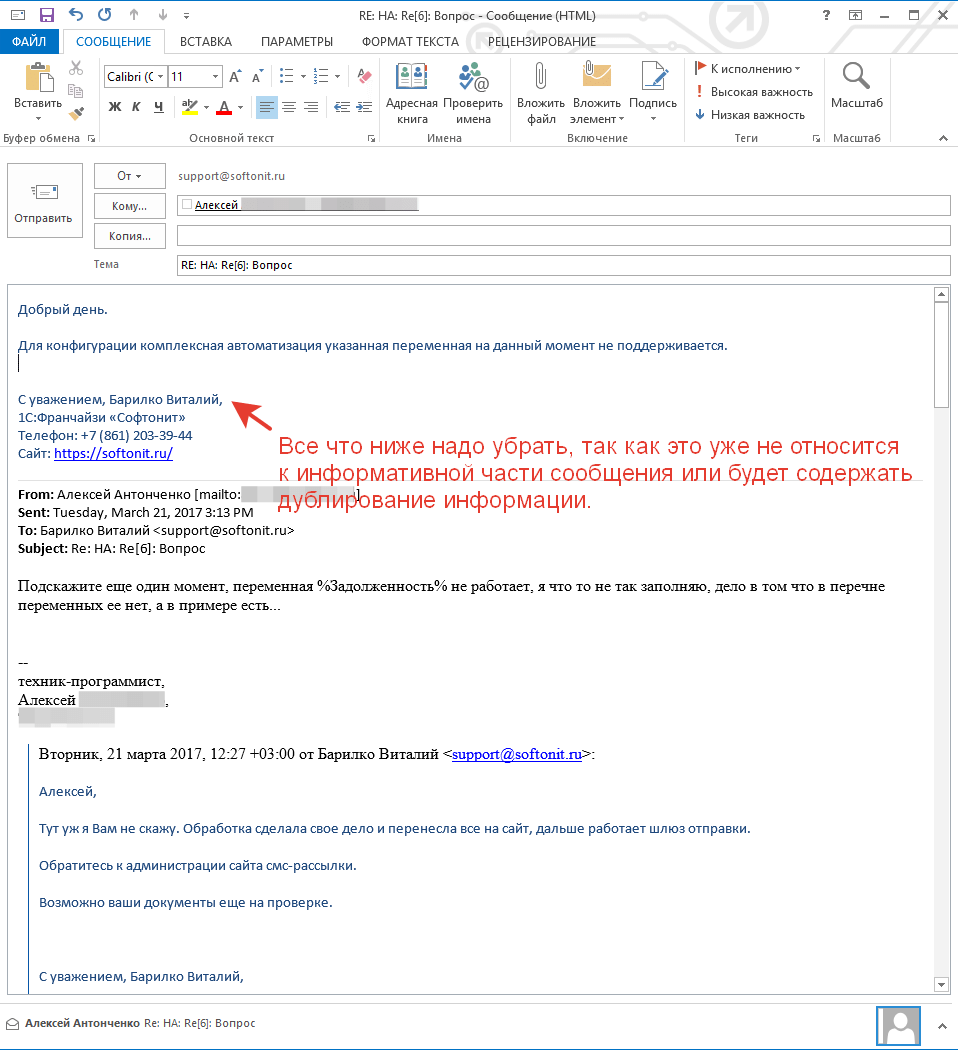 RE: НА: Re[6]: Вопрос - Сообщение (HTML)
ФАЙЛ СООБЩЕНИЕ ВСТАВКА ПАРАМЕТРЫ ФОРМАТ ТЕКСТА РЕЦЕНЗИРОВАНИЕ
Вставить
Буфер обмена
Calibri (С 11
Ж К Ч
Основной текст
Адресная книга
Проверить имена
Имена
Вложить файл
Вложить элемент
Подпись
Включение
К исполнению
Высокая важность
Низкая важность
Теги
Масштаб
Масштаб
Отправить
От support@softonit.ru
Кому... Алексей
Копия...
Тема RE: НА: Re[6]: Вопрос
Добрый день.
Для конфигурации комплексная автоматизация указанная переменная на данный момент не поддерживается.
С уважением, Барилко Виталий,
1С:Франчайзи «Софтонит»
Телефон: +7 (861) 203-39-44
Сайт: https://softonit.ru/
Все что ниже надо убрать, так как это уже не относится
к информативной части сообщения или будет содержать
дублирование информации.
From: Алексей Антонченко [mailto: ]
Sent: Tuesday, March 21, 2017 3:13 PM
To: Барилко Виталий <support@softonit.ru>
Subject: Re: НА: Re[6]: Вопрос
Подскажите еще один момент, переменная %Задолженность% не работает, я что то не так заполняю, дело в том что в перечне
переменных ее нет, а в примере есть...
--
техник-программист,
Алексей ,
Вторник, 21 марта 2017, 12:27 +03:00 от Барилко Виталий <support@softonit.ru>:
Алексей,
Тут уж я Вам не скажу. Обработка сделала свое дело и перенесла все на сайт, дальше работает шлюз отправки.
Обратитесь к администрации сайта смс-рассылки.
Возможно ваши документы еще на проверке.
С уважением, Барилко Виталий,
Алексей Антонченко Re: НА: Re[6]: Вопрос